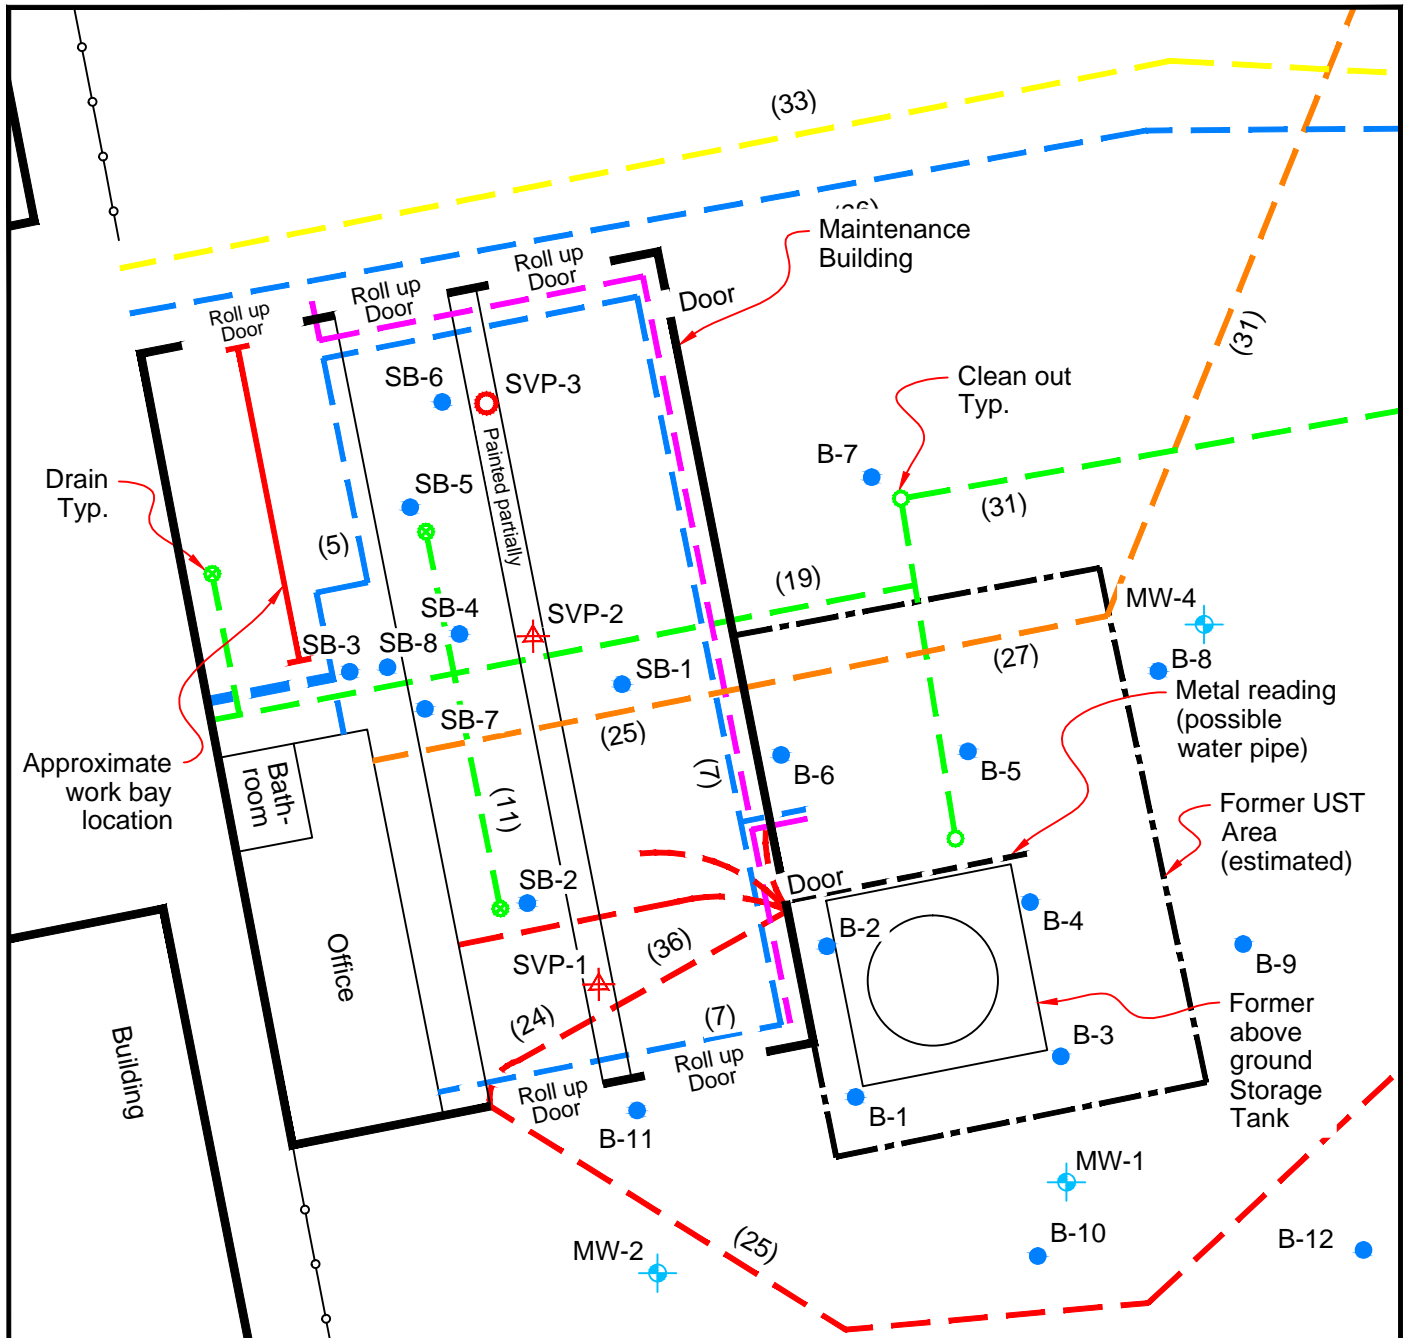 (33)
Maintenance
Building
Roll up
Door
Roll up
Door
Roll up
Door
Door
(31)
SB-6
SVP-3
Clean out
Typ.
Painted partially
B-7
Drain
Typ.
SB-5
(31)
(5)
(19)
SB-4
SVP-2
MW-4
SB-3
SB-8
SB-1
(27)
B-8
Metal reading
(possible
water pipe)
SB-7
(25)
Approximate
work bay
location
Bath-
room
(7)
B-6
B-5
(11)
Former UST
Area
(estimated)
Door
SB-2
B-4
B-2
Office
(36)
SVP-1
B-9
(24)
(7)
Former
above
ground
Storage
Tank
Building
Roll up
Door
Roll up
Door
B-3
B-11
B-1
MW-1
(25)
MW-2
B-10
B-12